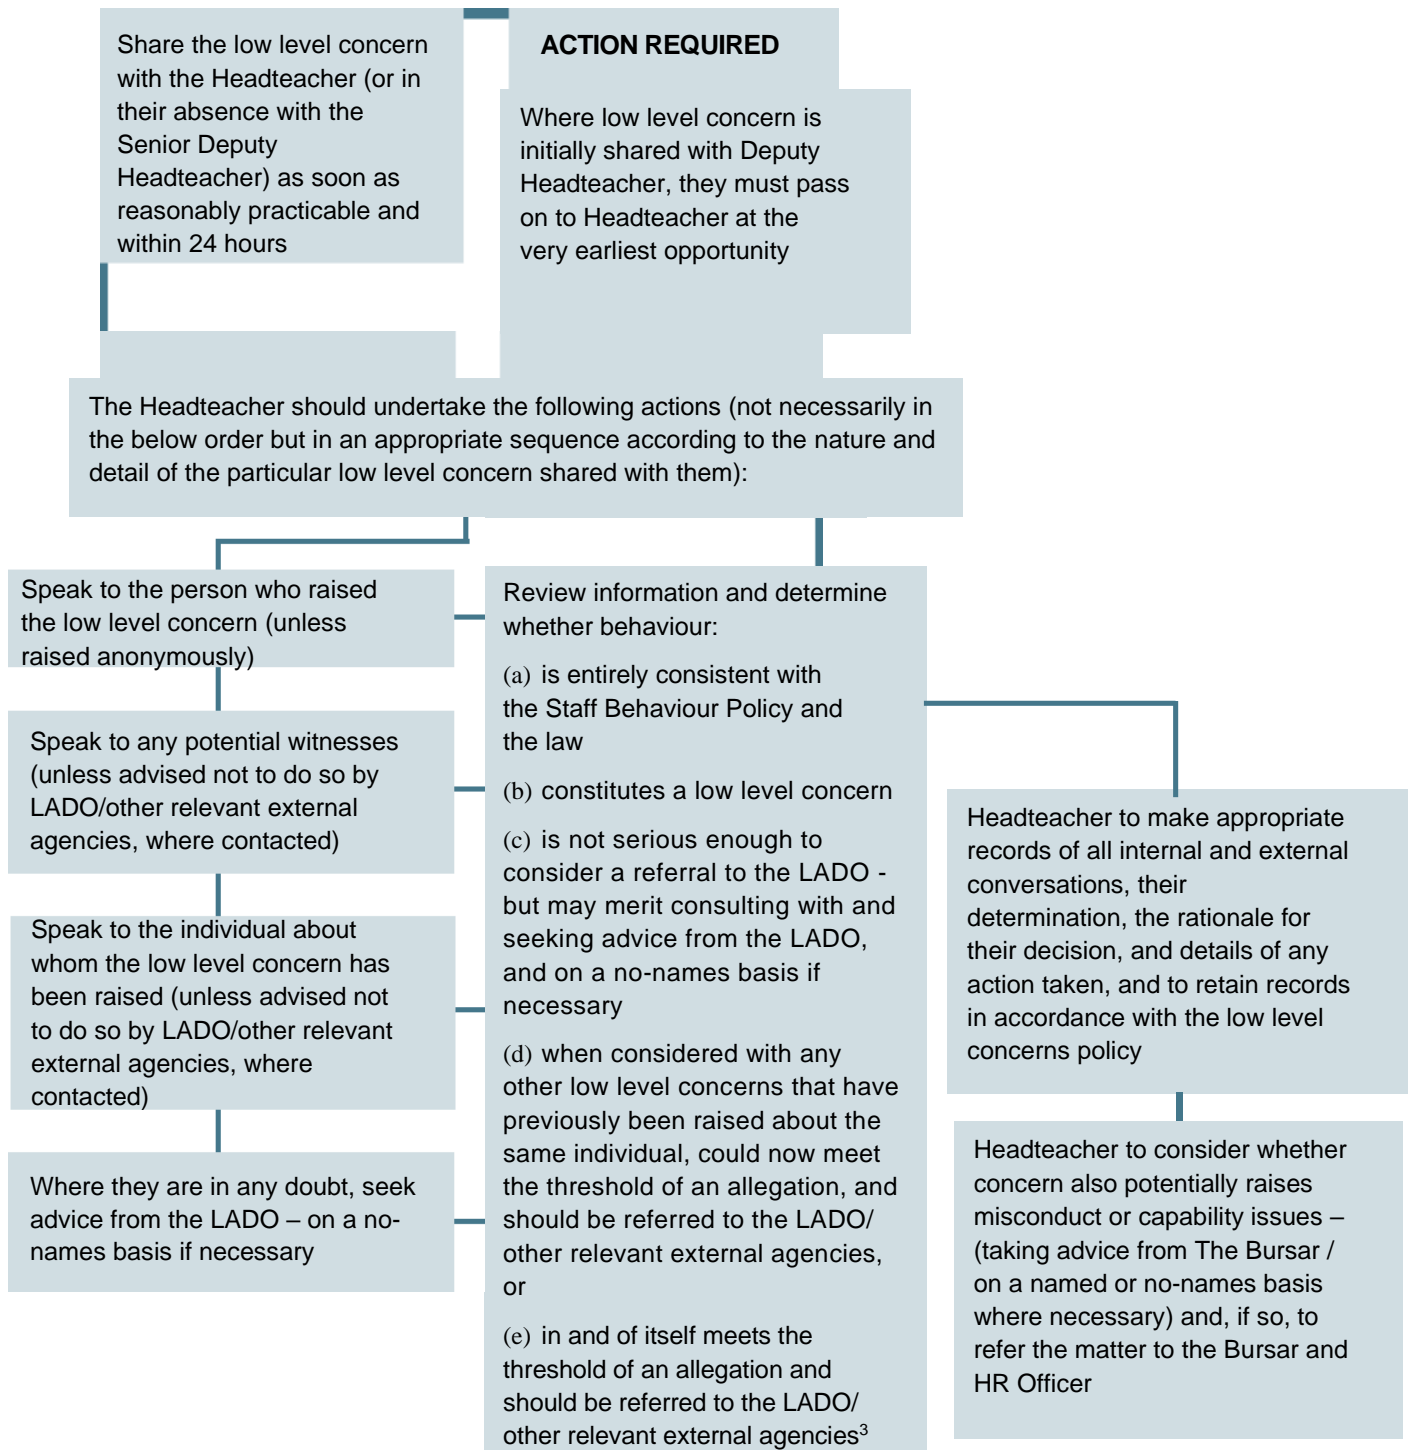 Share the low level concern
with the Headteacher (or in
their absence with the
Senior Deputy
Headteacher) as soon as
reasonably practicable and
within 24 hours
ACTION REQUIRED
Where low level concern is
initially shared with Deputy
Headteacher, they must pass
on to Headteacher at the
very earliest opportunity
The Headteacher should undertake the following actions (not necessarily in
the below order but in an appropriate sequence according to the nature and
detail of the particular low level concern shared with them):
Speak to the person who raised
the low level concern (unless
raised anonymously)
Speak to any potential witnesses
(unless advised not to do so by
LADO/other relevant external
agencies, where contacted)
Speak to the individual about
whom the low level concern has
been raised (unless advised not
to do so by LADO/other relevant
external agencies, where
contacted)
Where they are in any doubt, seek
advice from the LADO – on a no-
names basis if necessary
Review information and determine
whether behaviour:
(a) is entirely consistent with
the Staff Behaviour Policy and
the law
(b) constitutes a low level concern
(c) is not serious enough to
consider a referral to the LADO -
but may merit consulting with and
seeking advice from the LADO,
and on a no-names basis if
necessary
(d) when considered with any
other low level concerns that have
previously been raised about the
same individual, could now meet
the threshold of an allegation, and
should be referred to the LADO/
other relevant external agencies,
or
(e) in and of itself meets the
threshold of an allegation and
should be referred to the LADO/
other relevant external agencies³
Headteacher to make appropriate
records of all internal and external
conversations, their
determination, the rationale for
their decision, and details of any
action taken, and to retain records
in accordance with the low level
concerns policy
Headteacher to consider whether
concern also potentially raises
misconduct or capability issues –
(taking advice from The Bursar /
on a named or no-names basis
where necessary) and, if so, to
refer the matter to the Bursar and
HR Officer